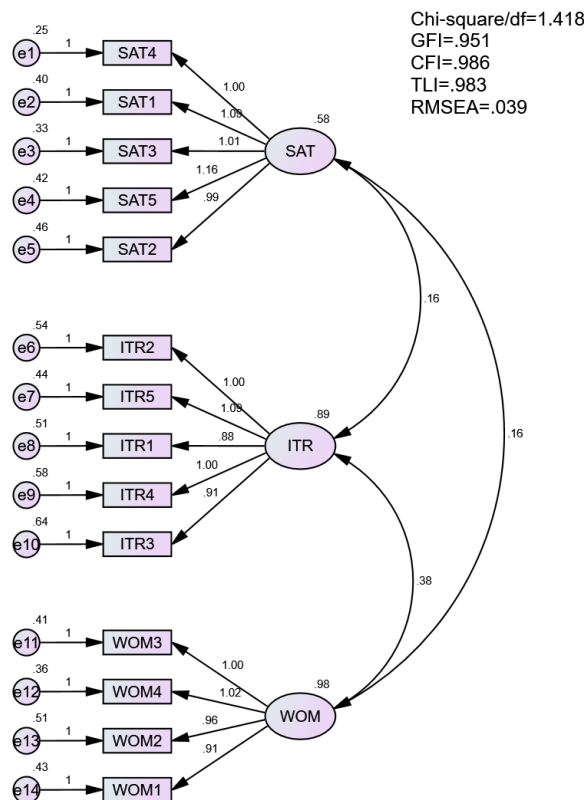 Chi-square/df=1.418
GFI=.951
CFI=.986
TLI=.983
RMSEA=.039
.25
e1 1 SAT4
1.00
.40
e2 1 SAT1
1.09
.58
.33
e3 1 SAT3
1.01
SAT
.42
e4 1 SAT5
1.16
.46
e5 1 SAT2
.99
.16
.54
e6 1 ITR2
1.00
.44
e7 1 ITR5
1.09
.89
.51
e8 1 ITR1
.88
ITR
.16
.58
e9 1 ITR4
1.00
.64
e10 1 ITR3
.91
.38
.41
e11 1 WOM3
1.00
.36
e12 1 WOM4
1.02
.98
.51
e13 1 WOM2
.96
WOM
.43
e14 1 WOM1
.91